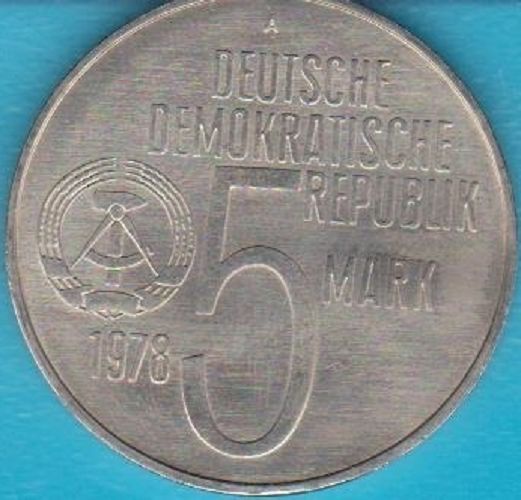 A
DEUTSCHE
DEMOKRATISCHE
REPUBLIK
5 MARK
1978